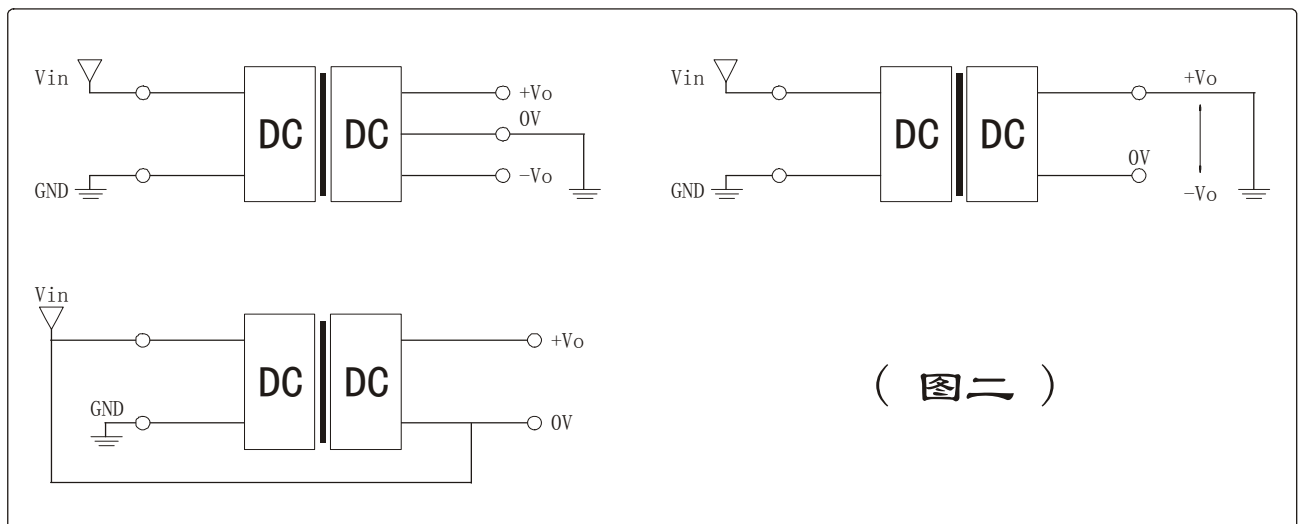 Vin
DC DC
+Vo
0V
-Vo
GND
Vin
DC DC
+Vo
0V
-Vo
GND
Vin
DC DC
+Vo
GND
0V
( 图二 )